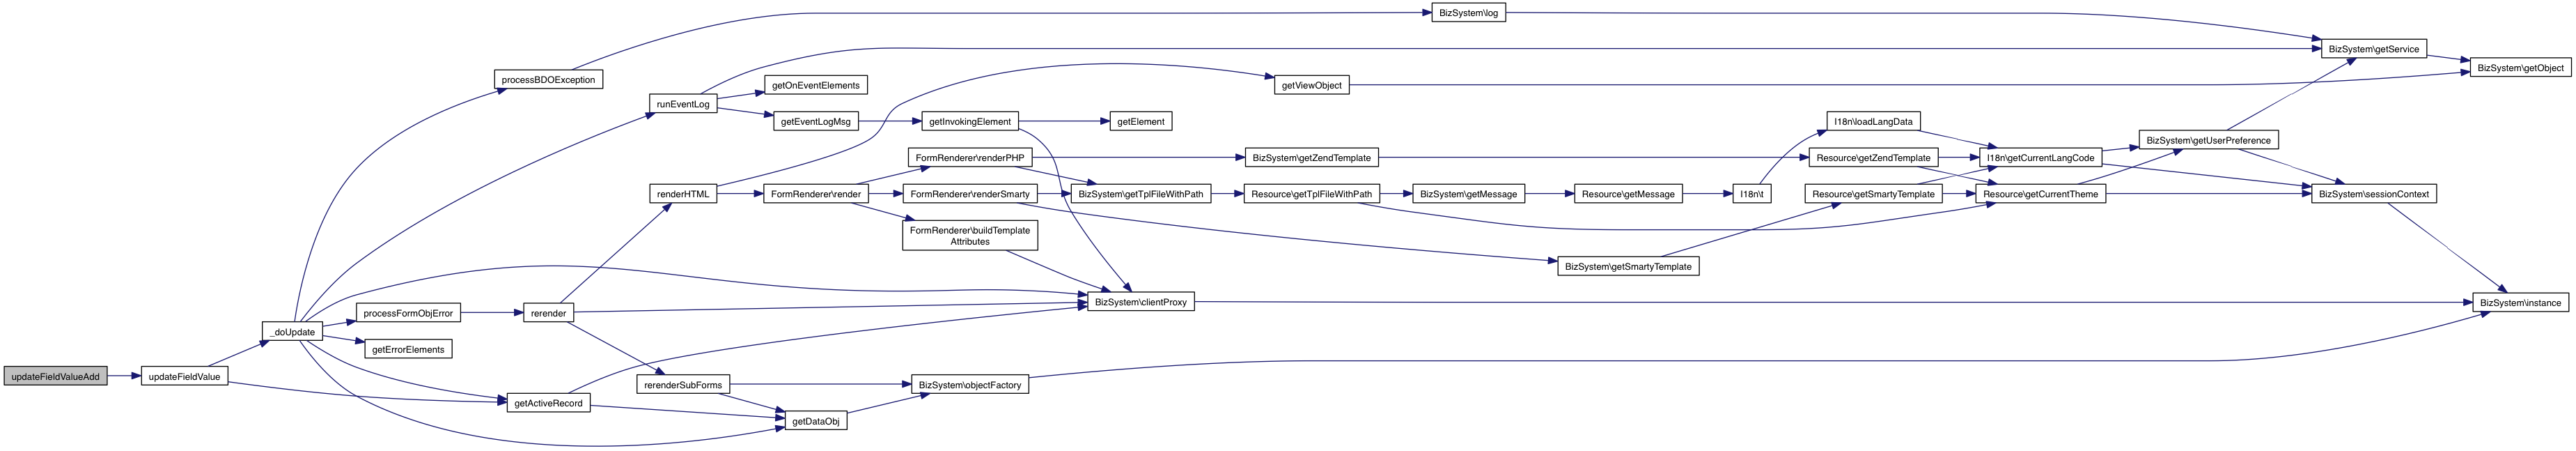 BizSystem\log
BizSystem\getService
BizSystem\getObject
processBDOException
getOnEventElements
getViewObject
runEventLog
getEventLogMsg
getInvokingElement
getElement
I18n\loadLangData
BizSystem\getUserPreference
FormRenderer\renderPHP
BizSystem\getZendTemplate
Resource\getZendTemplate
I18n\getCurrentLangCode
renderHTML
FormRenderer\render
FormRenderer\renderSmarty
BizSystem\getTplFileWithPath
Resource\getTplFileWithPath
BizSystem\getMessage
Resource\getMessage
I18n\t
Resource\getSmartyTemplate
Resource\getCurrentTheme
BizSystem\sessionContext
FormRenderer\buildTemplate
Attributes
BizSystem\getSmartyTemplate
BizSystem\clientProxy
BizSystem\instance
processFormObjError
rerender
_doUpdate
getErrorElements
updateFieldValueAdd
updateFieldValue
rerenderSubForms
BizSystem\objectFactory
getActiveRecord
getDataObj